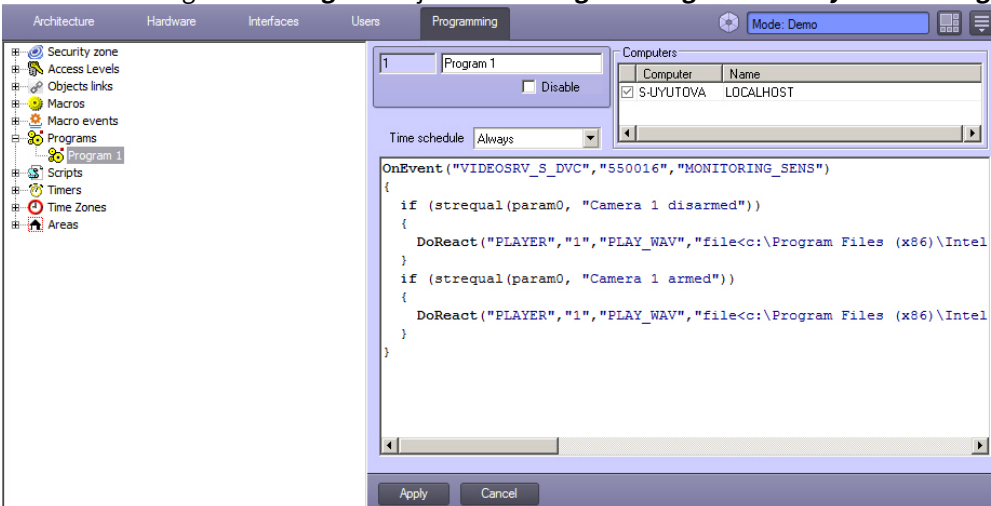 Architecture Hardware Interfaces Users Programming Mode: Demo
Security zone
Access Levels
Objects links
Macros
Macro events
Programs
Program 1
Scripts
Timers
Time Zones
Areas
1 Program 1
Disable
Computers
Computer Name
S-UYUTOVA LOCALHOST
Time schedule Always
OnEvent("VIDEOSRV_S_DVC","550016","MONITORING_SENS")
{
if (strequal(param0, "Camera 1 disarmed"))
{
DoReact("PLAYER","1","PLAY_WAV","file<c:\Program Files (x86)\Intel
}
if (strequal(param0, "Camera 1 armed"))
{
DoReact("PLAYER","1","PLAY_WAV","file<c:\Program Files (x86)\Intel
}
}
Apply Cancel